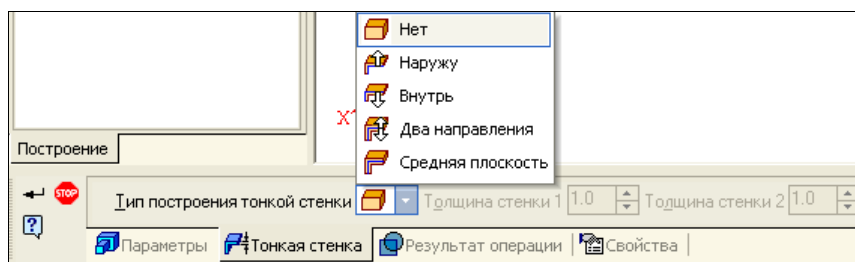 Нет
Наружу
Внутрь
X
Два направления
Построение
Средняя плоскость
STOP
Тип построения тонкой стенки Толщина стенки 1 1.0 Толщина стенки 2 1.0
Параметры Тонкая стенка Результат операции Свойства